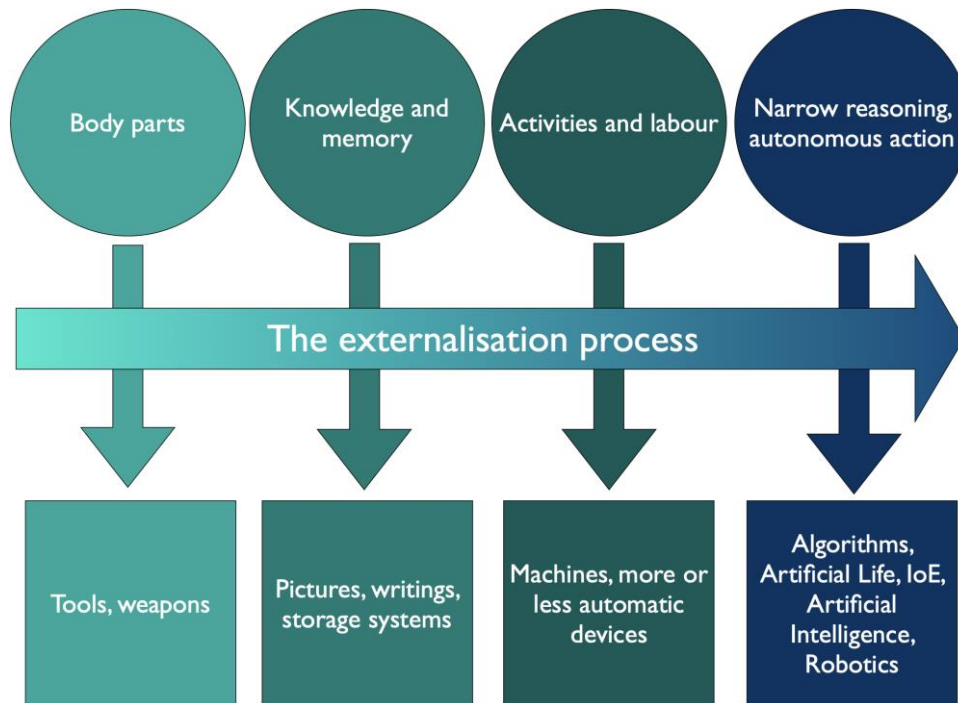 Body parts
Knowledge and
memory
Activities and labour
Narrow reasoning,
autonomous action
The externalisation process
Tools, weapons
Pictures, writings,
storage systems
Machines, more or
less automatic
devices
Algorithms,
Artificial Life, IoE,
Artificial
Intelligence,
Robotics